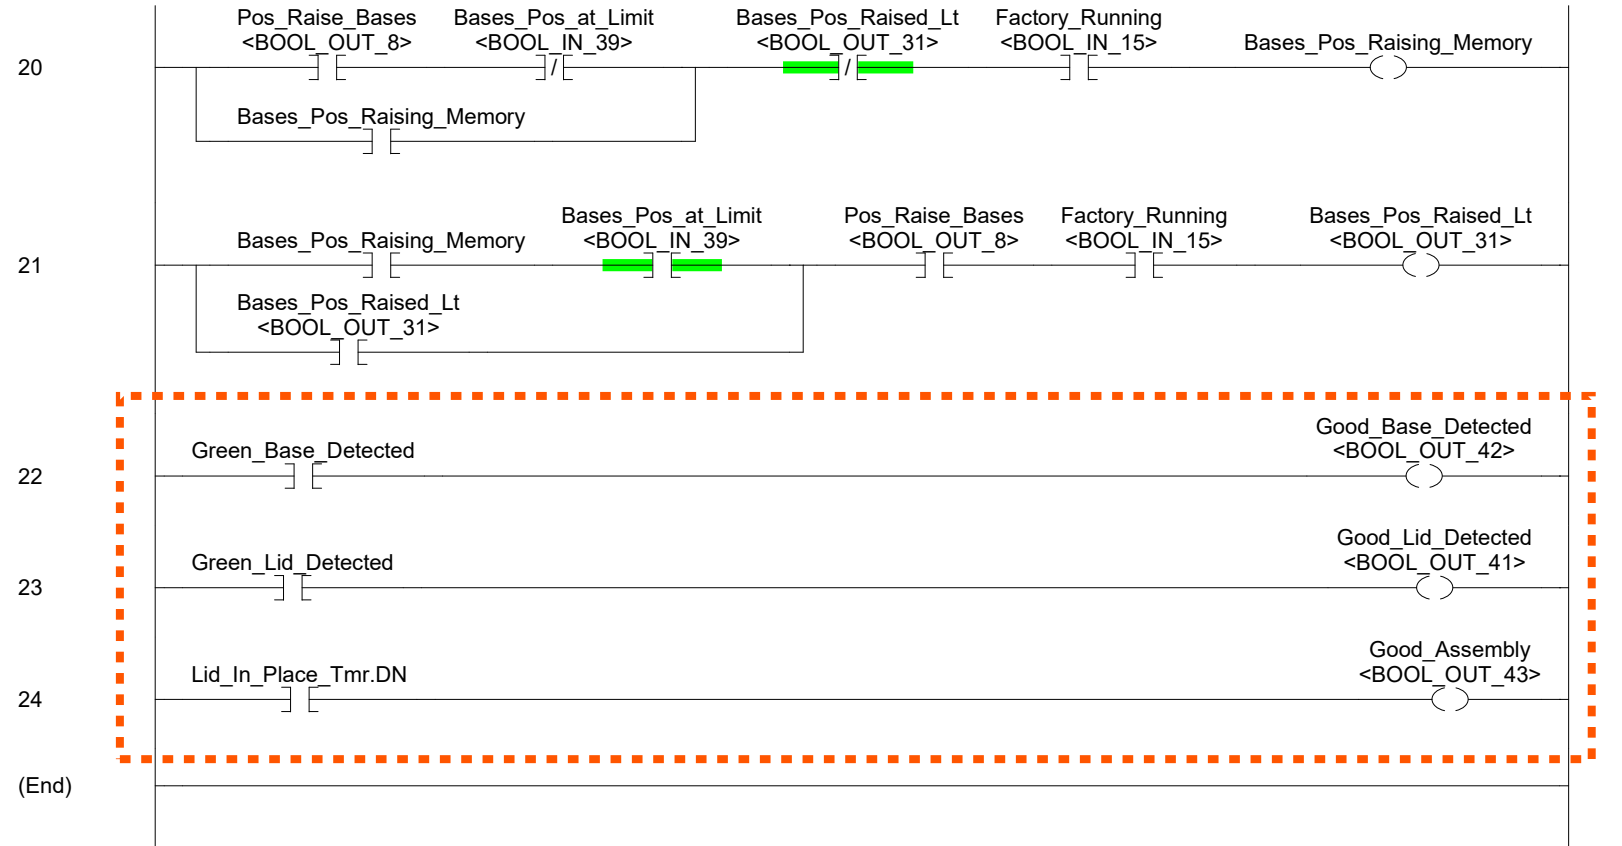 Pos_Raise_Bases Bases_Pos_at_Limit Bases_Pos_Raised_Lt Factory_Running
<BOOL_OUT_8> <BOOL_IN_39> <BOOL_OUT_31> <BOOL_IN_15> Bases_Pos_Raising_Memory
20
/ /
Bases_Pos_Raising_Memory
Bases_Pos_at_Limit Pos_Raise_Bases Factory_Running Bases_Pos_Raised_Lt
Bases_Pos_Raising_Memory <BOOL_IN_39> <BOOL_OUT_8> <BOOL_IN_15> <BOOL_OUT_31>
21
Bases_Pos_Raised_Lt
<BOOL_OUT_31>
Good_Base_Detected
Green_Base_Detected <BOOL_OUT_42>
22
Good_Lid_Detected
Green_Lid_Detected <BOOL_OUT_41>
23
Good_Assembly
Lid_In_Place_Tmr.DN <BOOL_OUT_43>
24
(End)